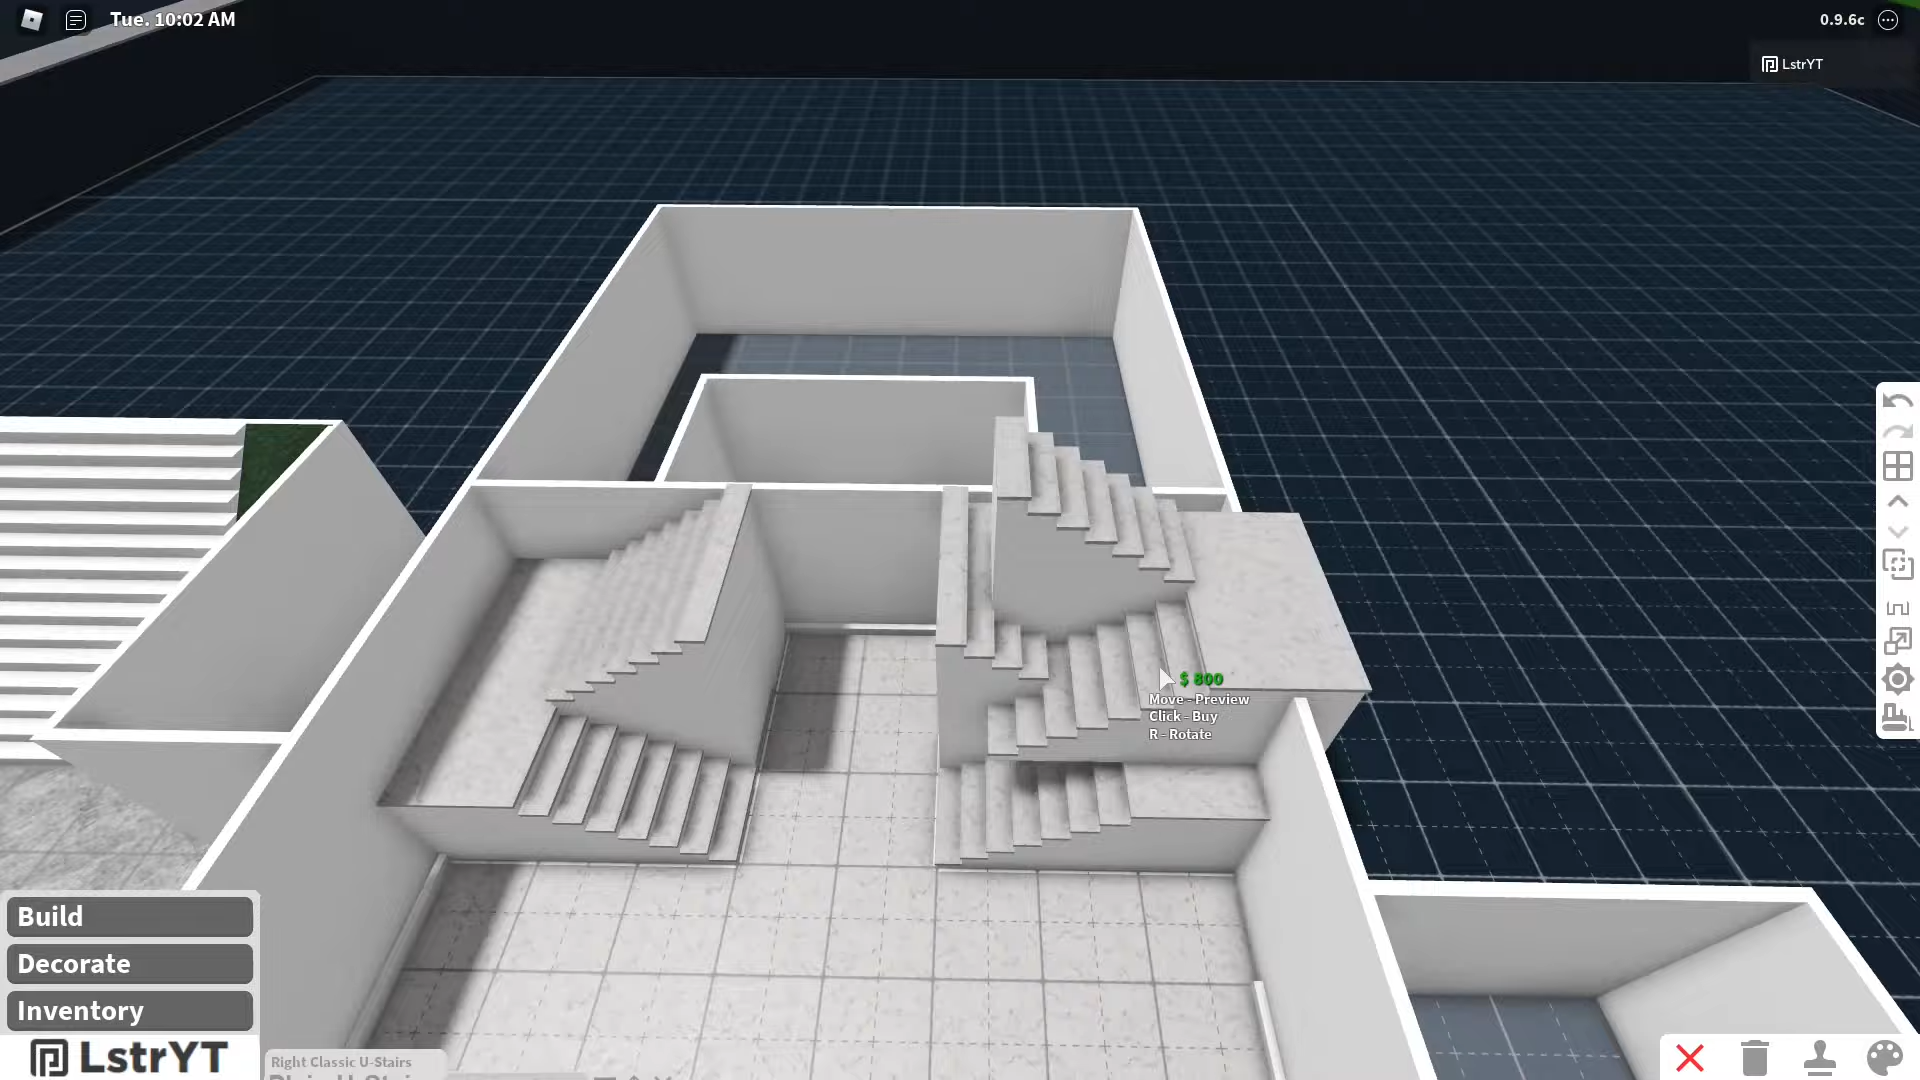 Tue. 10:02 AM
0.9.6c
LstrYT
$ 800
Move - Preview
Click - Buy
R - Rotate
Build
Decorate
Inventory
LstrYT
Right Classic U-Stairs